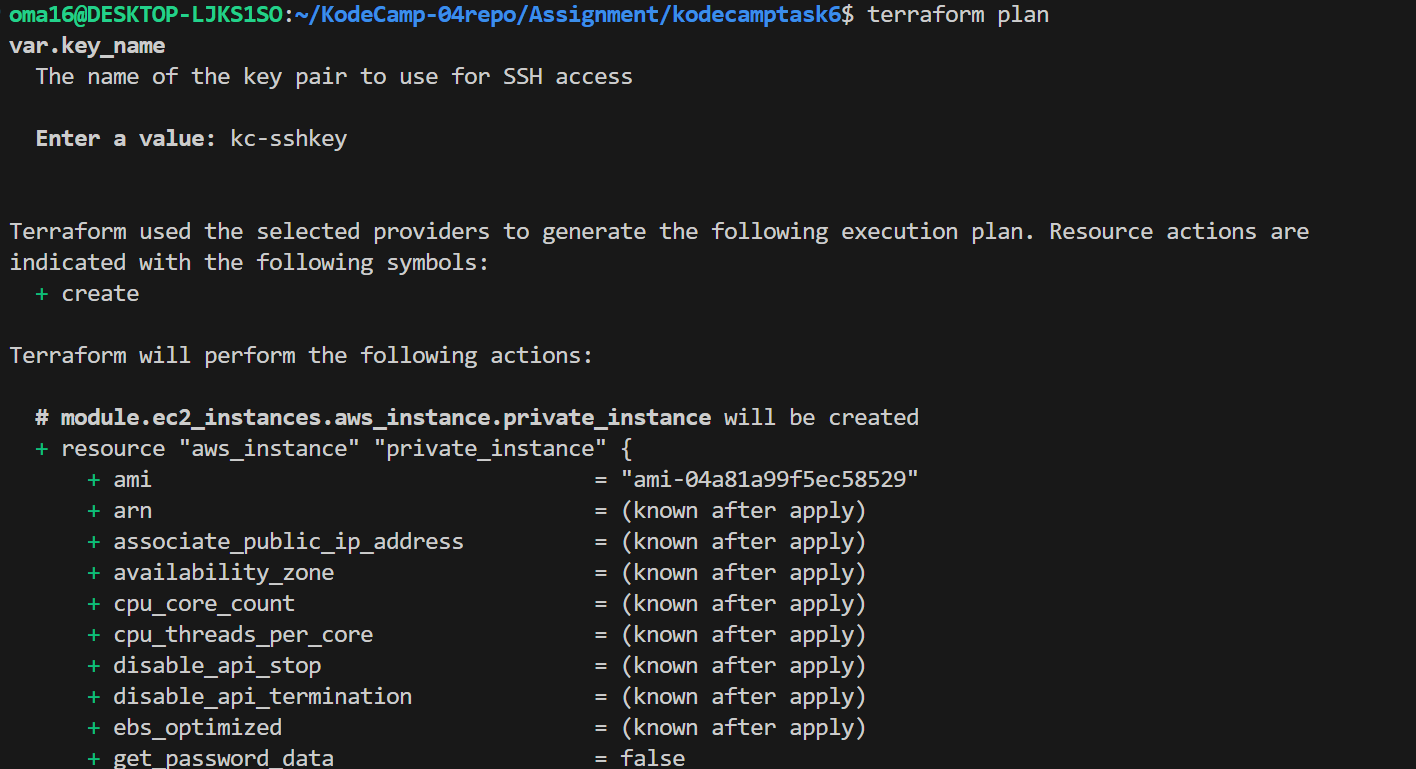 oma16@DESKTOP-LJKS1SO:~/KodeCamp-04repo/Assignment/kodecamptask6$ terraform plan
var.key_name
  The name of the key pair to use for SSH access

  Enter a value: kc-sshkey


Terraform used the selected providers to generate the following execution plan. Resource actions are
indicated with the following symbols:
  + create

Terraform will perform the following actions:

  # module.ec2_instances.aws_instance.private_instance will be created
  + resource "aws_instance" "private_instance" {
      + ami                                  = "ami-04a81a99f5ec58529"
      + arn                                  = (known after apply)
      + associate_public_ip_address          = (known after apply)
      + availability_zone                    = (known after apply)
      + cpu_core_count                       = (known after apply)
      + cpu_threads_per_core                 = (known after apply)
      + disable_api_stop                     = (known after apply)
      + disable_api_termination              = (known after apply)
      + ebs_optimized                        = (known after apply)
      + get_password_data                    = false